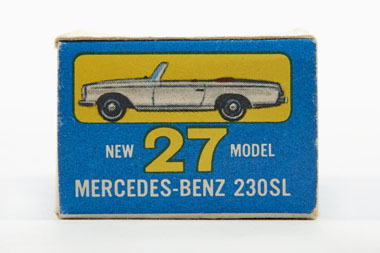 NEW 27 MODEL
MERCEDES-BENZ 230SL